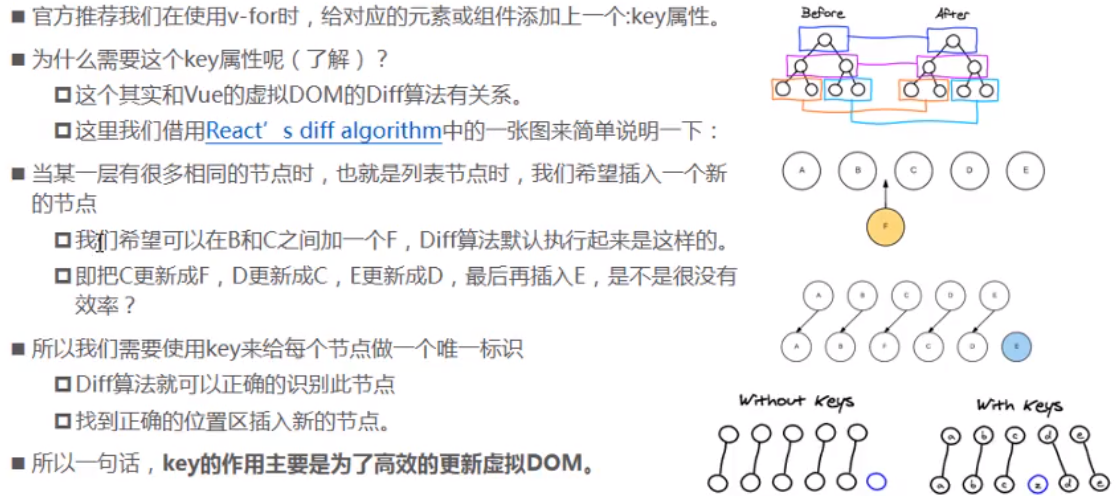 官方推荐我们在使用v-for时，给对应的元素或组件添加上一个:key属性。
为什么需要这个key属性呢（了解）？
这个其实和Vue的虚拟DOM的Diff算法有关系。
这里我们借用React's diff algorithm中的一张图来简单说明一下：
当某一层有很多相同的节点时，也就是列表节点时，我们希望插入一个新
的节点
我们希望可以在B和C之间加一个F，Diff算法默认执行起来是这样的。
即把C更新成F，D更新成C，E更新成D，最后再插入E，是不是很没有
效率？
所以我们需要使用key来给每个节点做一个唯一标识
Diff算法就可以正确的识别此节点
找到正确的位置区插入新的节点。
所以一句话，key的作用主要是为了高效的更新虚拟DOM。
Before After
A B C D E
F
A B C D E
A B F C D E
Without Keys
With Keys
a b c d e
a b c z d e